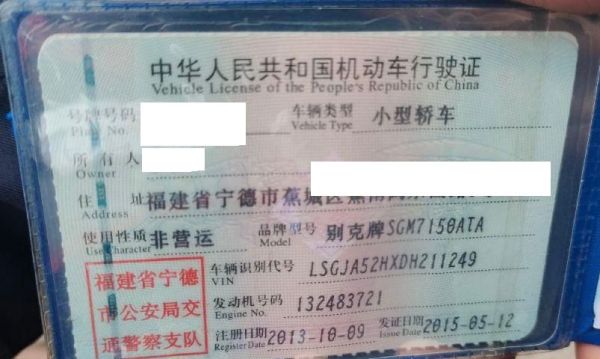 中华人民共和国机动车行驶证
Vehicle License of the People's Republic of China
号牌号码
Plate No.
车辆类型 小型轿车
Vehicle Type
所有人
Owner
住址 福建省宁德市蕉城区蕉南
Address
使用性质 非营运
Use Character
品牌型号 别克牌SGM7150ATA
Model
福建省宁德
市公安局交
通警察支队
车辆识别代号 LSGJA52HXDH211249
VIN
发动机号码 132483721
Engine No.
注册日期 2013-10-09
Register Date
发证日期 2015-05-12
Issue Date